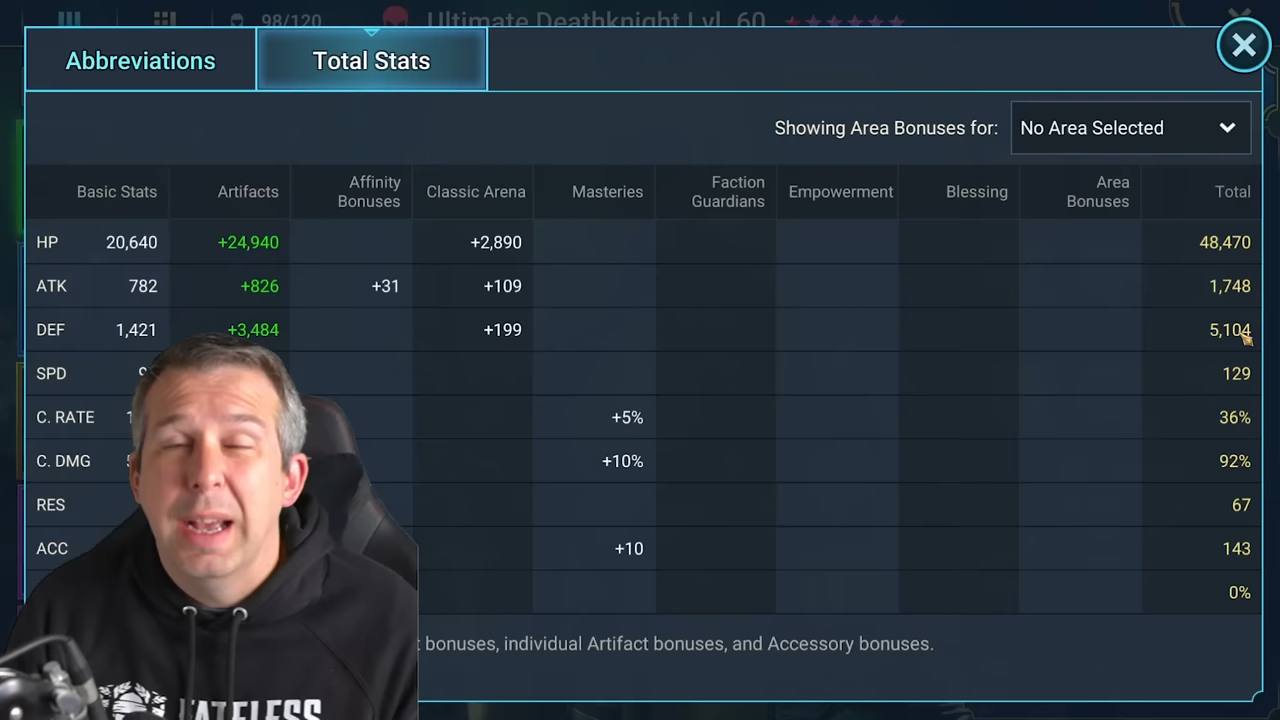 98/120
Ultimate Deathknight Lvl. 60
Abbreviations
Total Stats
Showing Area Bonuses for:
No Area Selected
Basic Stats Artifacts Affinity Bonuses Classic Arena Masteries Faction Guardians Empowerment Blessing Area Bonuses Total
HP 20,640 +24,940 +2,890 48,470
ATK 782 +826 +31 +109 1,748
DEF 1,421 +3,484 +199 5,104
SPD 129
C. RATE +5% 36%
C. DMG +10% 92%
RES 67
ACC +10 143
0%
bonuses, individual Artifact bonuses, and Accessory bonuses.